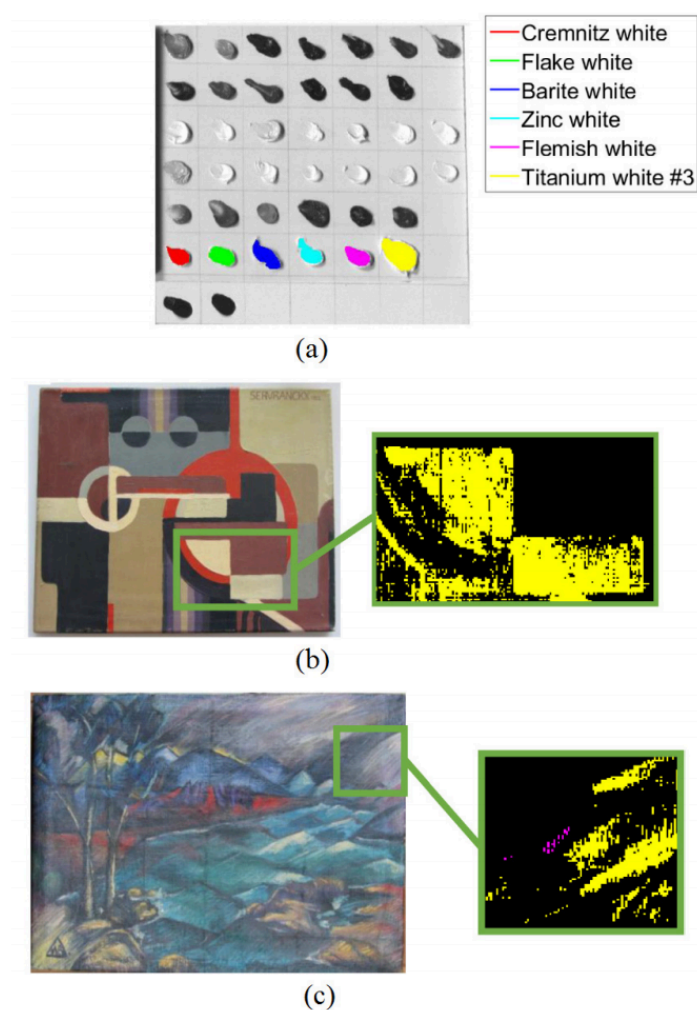 Cremnitz white
Flake white
Barite white
Zinc white
Flemish white
Titanium white #3
(a)
SERVRANCKX
(b)
(c)